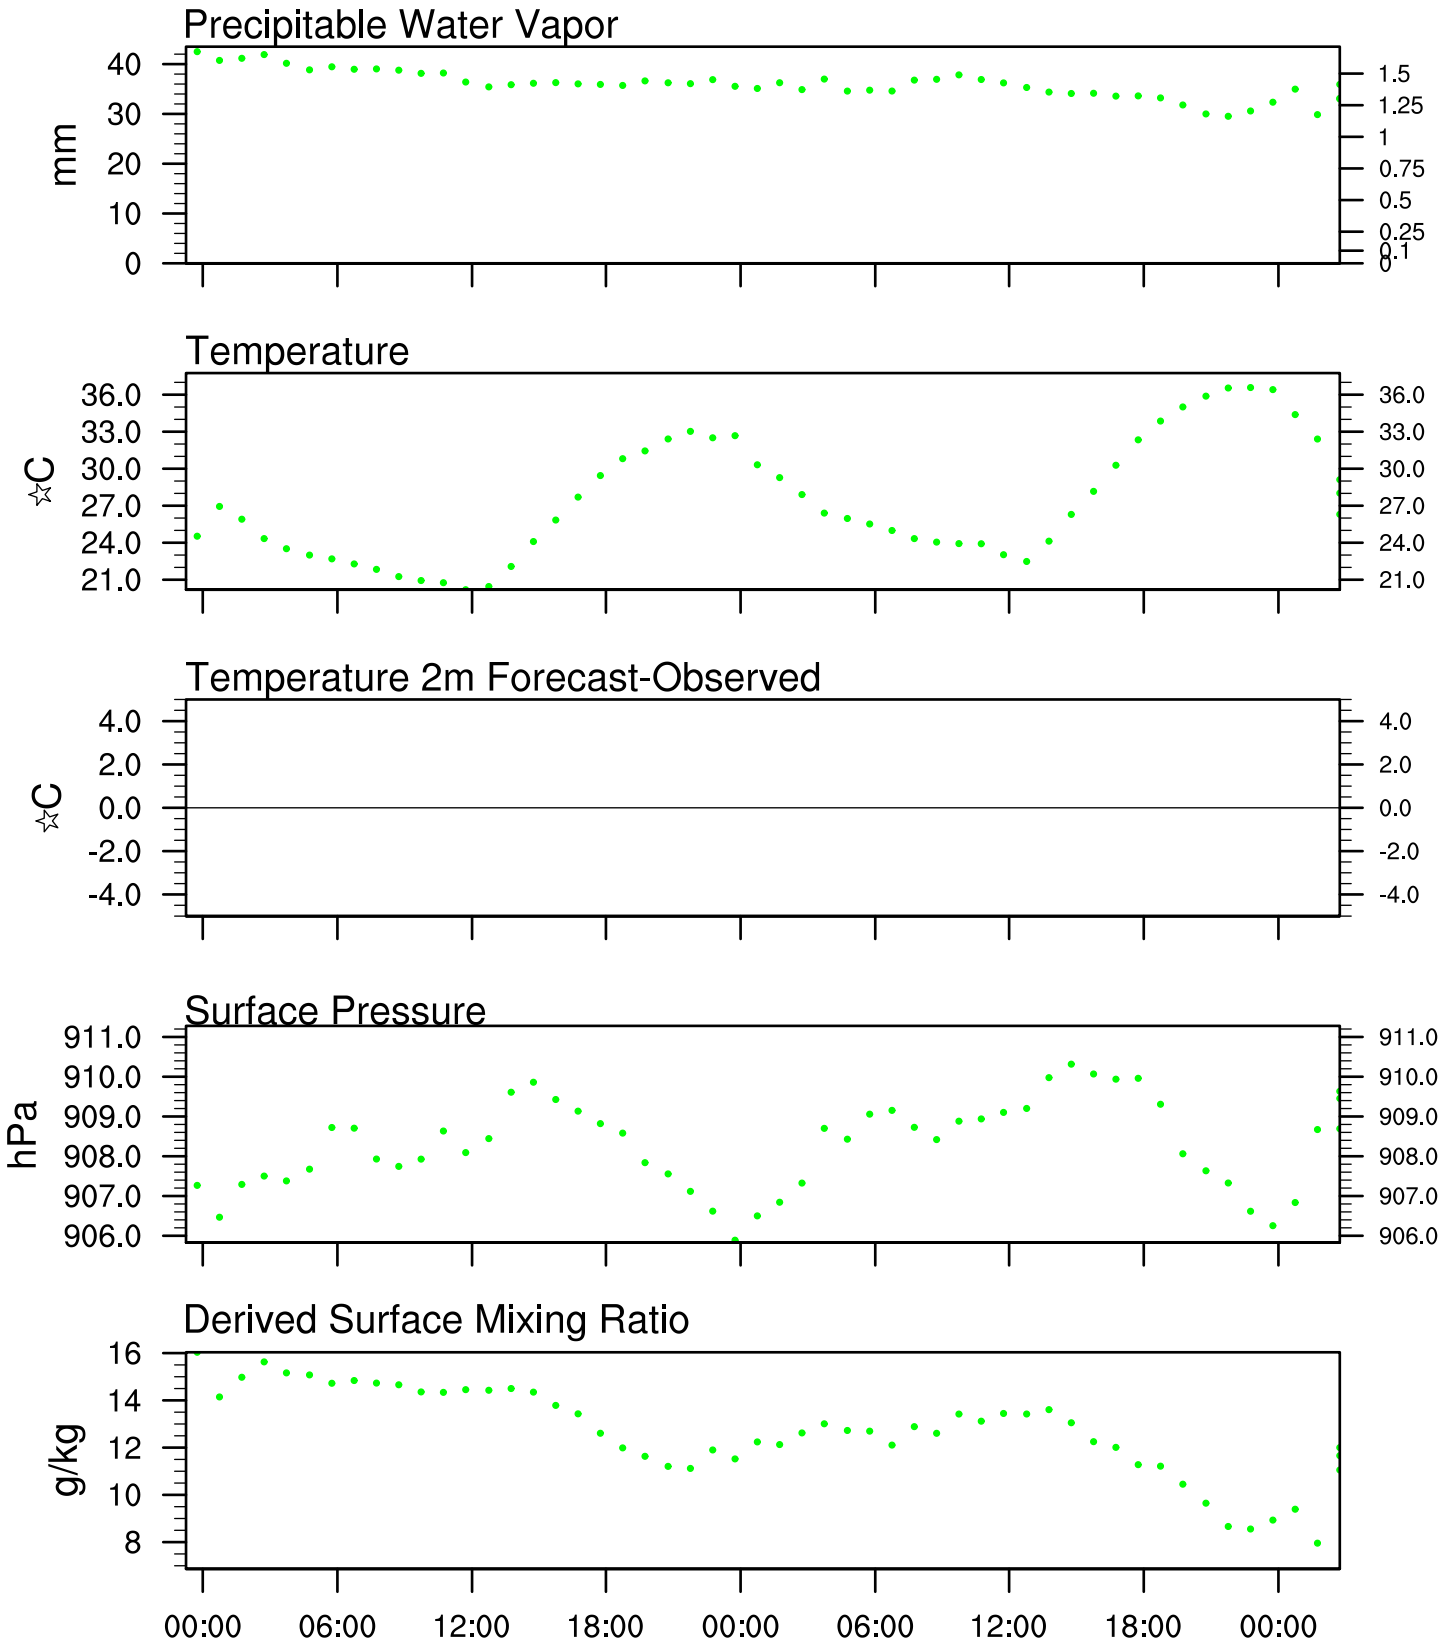 Precipitable Water Vapor
40 1.5
30 1.25
1
20 0.75
10 0.5
0.25
0.1
0 0
mm
Temperature
36.0 36.0
33.0 33.0
30.0 30.0
27.0 27.0
24.0 24.0
21.0 21.0
☆C
Temperature 2m Forecast-Observed
4.0 4.0
2.0 2.0
0.0 0.0
-2.0 -2.0
-4.0 -4.0
☆C
Surface Pressure
911.0 911.0
910.0 910.0
909.0 909.0
908.0 908.0
907.0 907.0
906.0 906.0
hPa
Derived Surface Mixing Ratio
16
14
12
10
8
g/kg
00:00 06:00 12:00 18:00 00:00 06:00 12:00 18:00 00:00